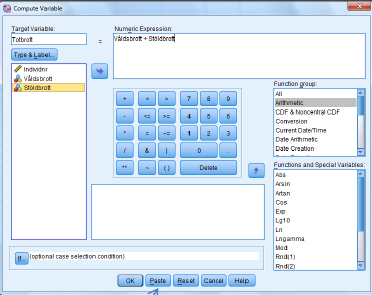 Compute Variable
Target Variable:
Totbrott
=
Numeric Expression:
Våldsbrott + Stöldbrott
Type & Label...
Individnr
Våldsbrott
Stöldbrott
+ < > 7 8 9
- <= >= 4 5 6
* = ~= 1 2 3
/ & | 0 .
** ~ ( ) Delete
Function group:
All
Arithmetic
CDF & Noncentral CDF
Conversion
Current Date/Time
Date Arithmetic
Date Creation
Functions and Special Variables:
Abs
Arsin
Artan
Cos
Exp
Lg10
Ln
Lngamma
Mod
Rnd(1)
Rnd(2)
If... (optional case selection condition)
OK Paste Reset Cancel Help